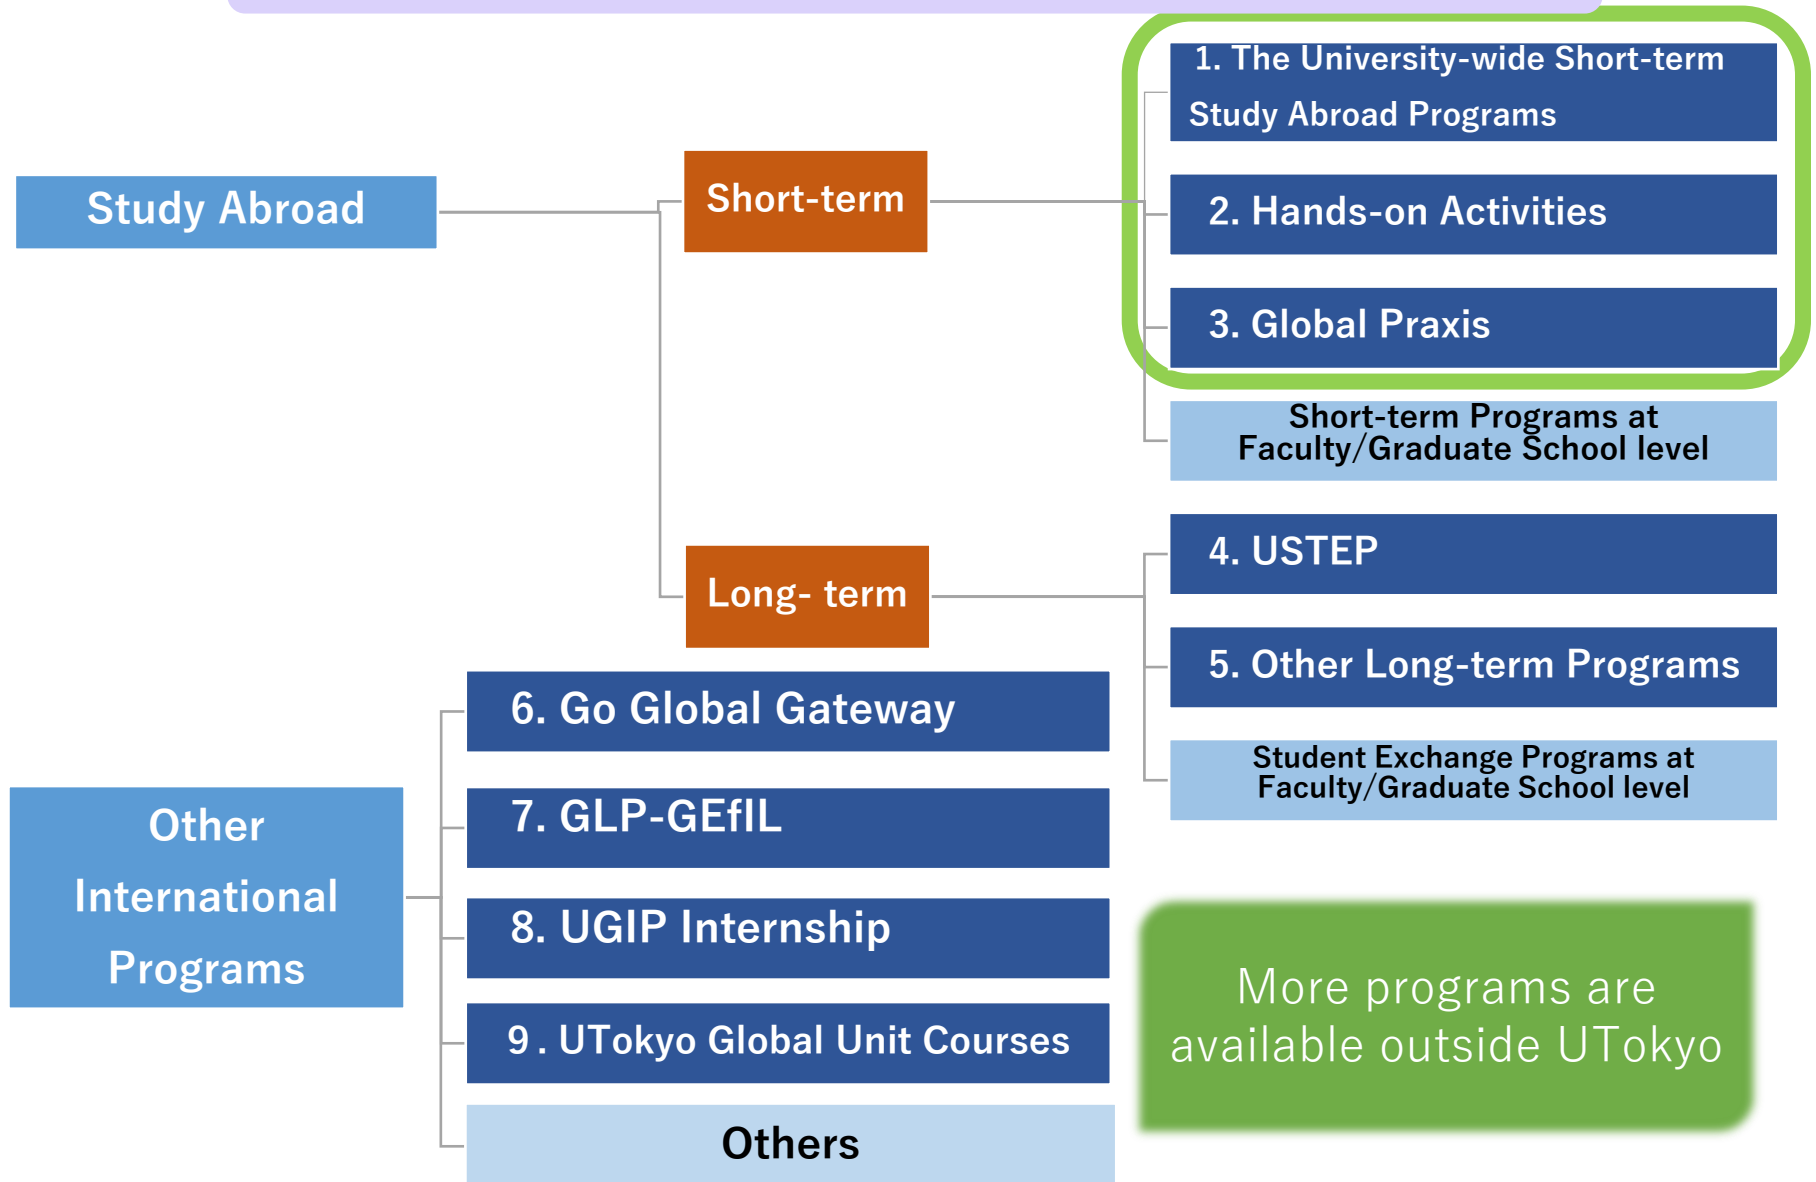 1. The University-wide Short-term
Study Abroad Programs
Study Abroad
Short-term
2. Hands-on Activities
3. Global Praxis
Short-term Programs at
Faculty/Graduate School level
4. USTEP
Long- term
5. Other Long-term Programs
Student Exchange Programs at
Faculty/Graduate School level
Other
International
Programs
6. Go Global Gateway
7. GLP-GEfIL
8. UGIP Internship
9. UTokyo Global Unit Courses
Others
More programs are
available outside UTokyo